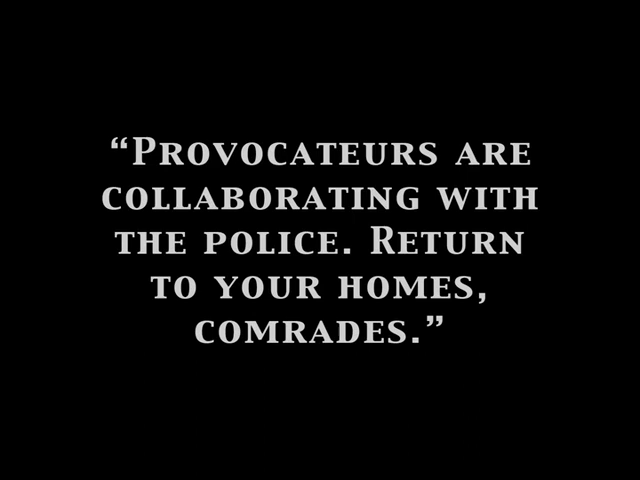 “Provocateurs are
collaborating with
the police. Return
to your homes,
comrades.”